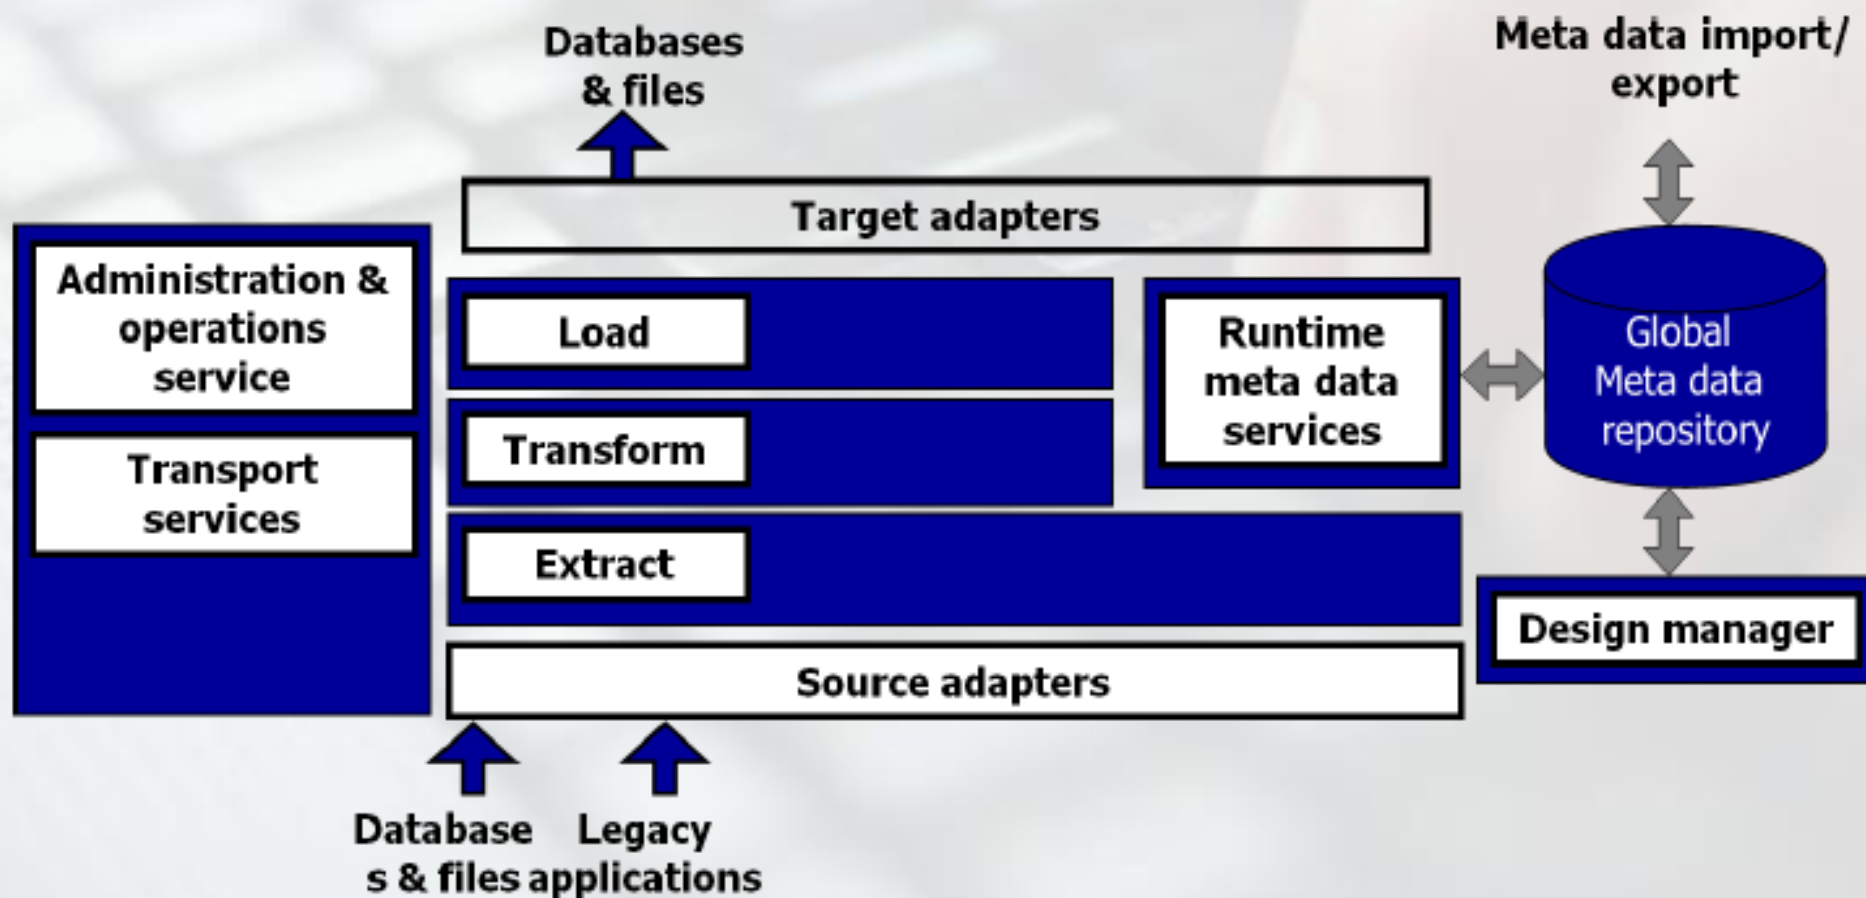 Databases
& files
Meta data import/
export
Target adapters
Administration &
operations
service
Transport
services
Load
Transform
Extract
Runtime
meta data
services
Global
Meta data
repository
Design manager
Source adapters
Database
s & files
Legacy
applications